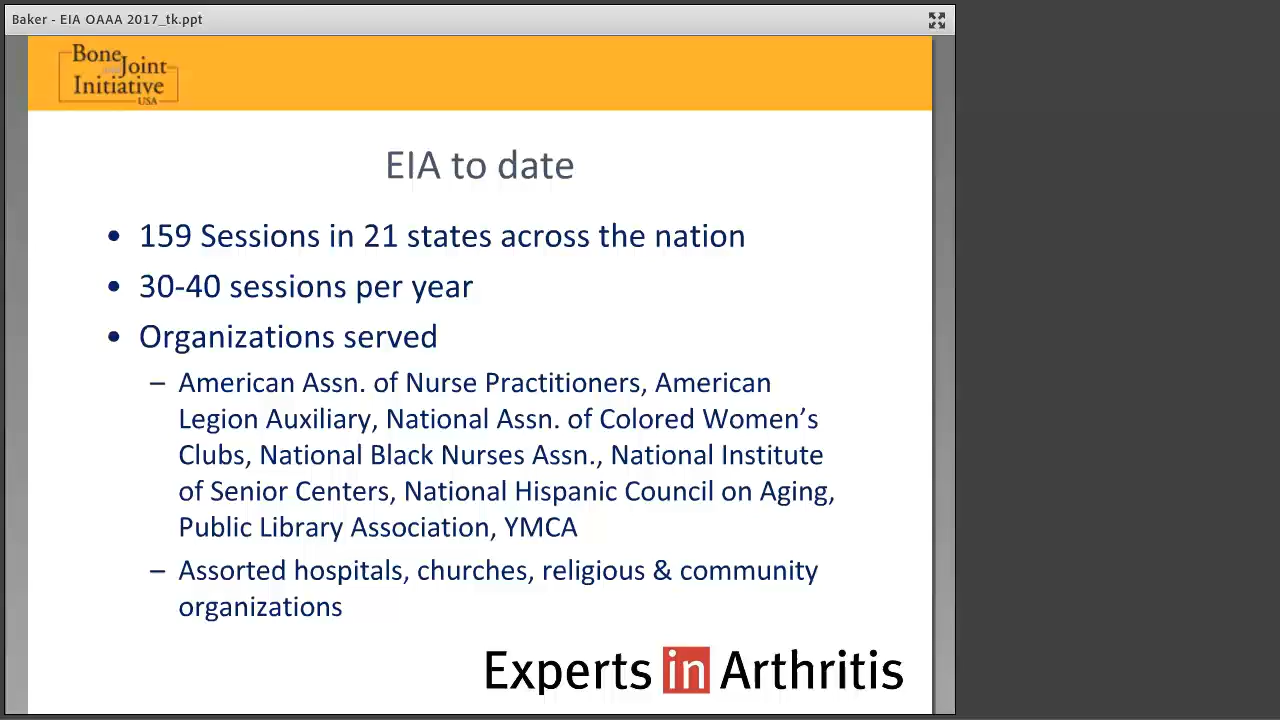 Baker - EIA OAAA 2017_tk.ppt
Bone
and Joint
Initiative
USA
EIA to date
• 159 Sessions in 21 states across the nation
• 30-40 sessions per year
• Organizations served
– American Assn. of Nurse Practitioners, American
Legion Auxiliary, National Assn. of Colored Women’s
Clubs, National Black Nurses Assn., National Institute
of Senior Centers, National Hispanic Council on Aging,
Public Library Association, YMCA
– Assorted hospitals, churches, religious & community
organizations
Experts in Arthritis